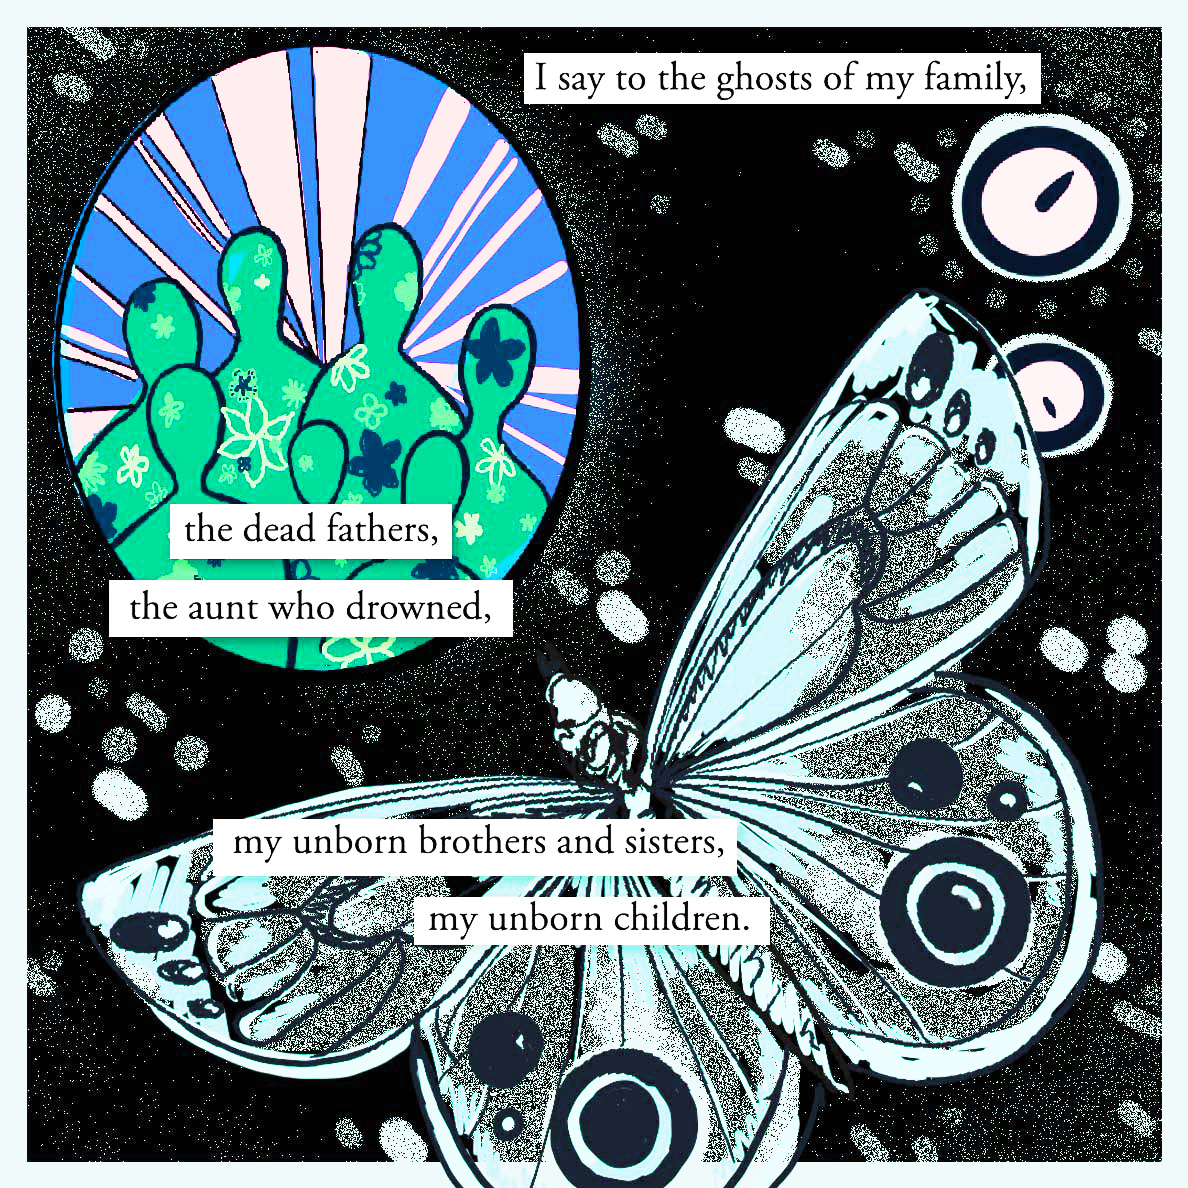 I say to the ghosts of my family,
the dead fathers,
the aunt who drowned,
my unborn brothers and sisters,
my unborn children.